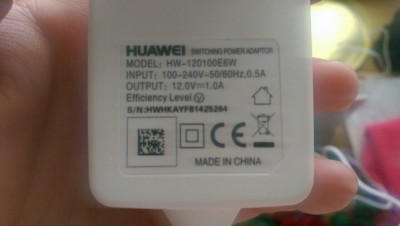 HUAWEI SWITCHING POWER ADAPTOR
MODEL: HW-120100E6W
INPUT: 100-240V~50/60Hz, 0.5A
OUTPUT: 12.0V⎓1.0A
Efficiency Level Ⓥ
S/N:HWHKAYF81425264
CE
MADE IN CHINA